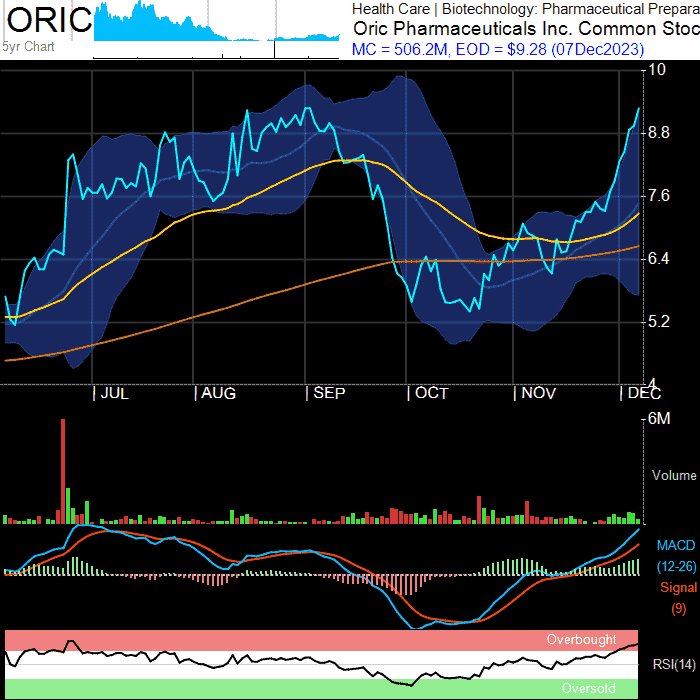 ORIC
5yr Chart
Health Care | Biotechnology: Pharmaceutical Prepara
Oric Pharmaceuticals Inc. Common Stoc
MC = 506.2M, EOD = $9.28 (07Dec2023)
10
8.8
7.6
6.4
5.2
4
JUL AUG SEP OCT NOV DEC
6M
Volume
MACD
(12-26)
Signal
(9)
Overbought
RSI(14)
Oversold